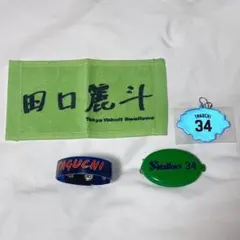 田口麗斗
Tokyo Yakult Swallows
TAGUCHI
34
TAGUCHI
Swallows 34